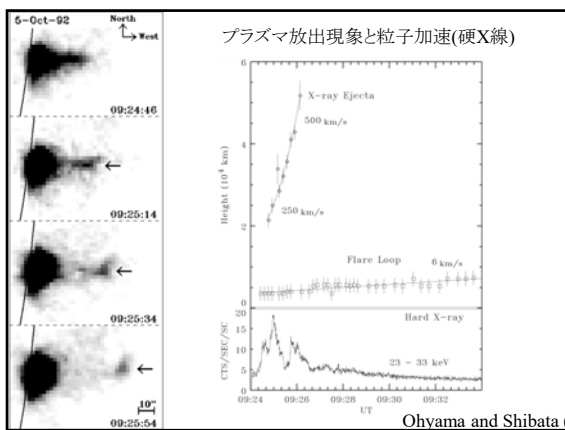 5-Oct-92
North
West
09:24:46
←
09:25:14
←
09:25:34
←
10"
09:25:54
プラズマ放出現象と粒子加速(硬X線)
6
X-ray Ejecta
500 km/s
4
Height (10⁴ km)
250 km/s
2
Flare Loop
6 km/s
0
20
Hard X-ray
15
CTS/SEC/SC
10
23 - 33 keV
5
0
09:24
09:26
09:28
09:30
09:32
UT
Ohyama and Shibata (